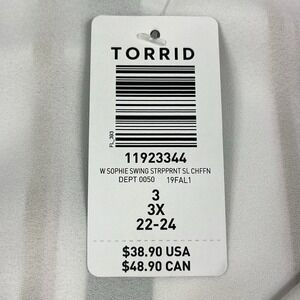 TORRID
FL_303
11923344
W SOPHIE SWING STRPPRNT SL CHFFN
DEPT 0050 19FAL1
3
3X
22-24
$38.90 USA
$48.90 CAN